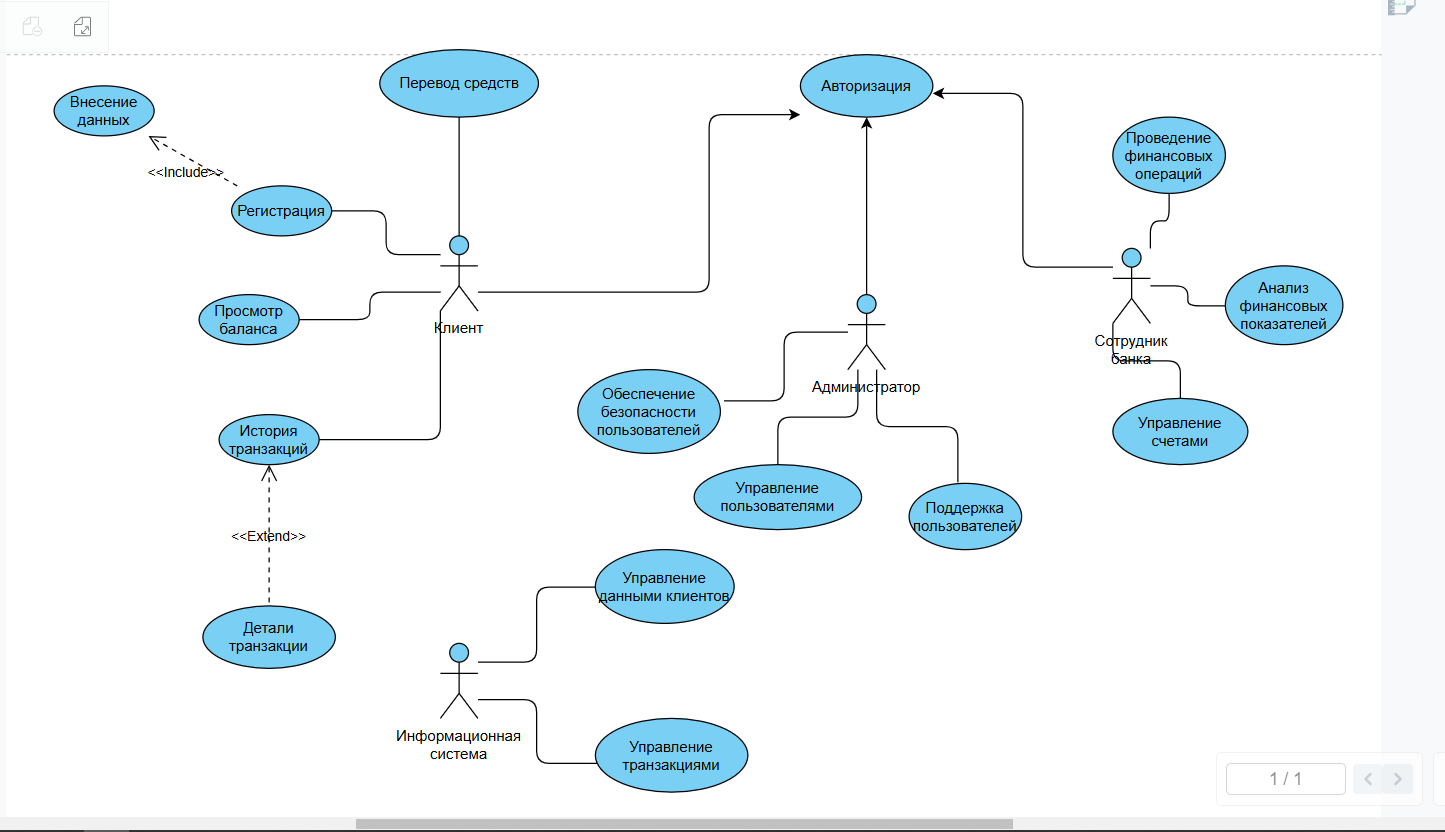 Перевод средств
Авторизация
Внесение
данных
Проведение
финансовых
операций
<<Include>>
Регистрация
Просмотр
баланса
Клиент
Анализ
финансовых
показателей
Сотрудник
банка
Администратор
Обеспечение
безопасности
пользователей
История
транзакций
Управление
счетами
Управление
пользователями
Поддержка
пользователей
<<Extend>>
Управление
данными клиентов
Детали
транзакции
Информационная
система
Управление
транзакциями
1 / 1